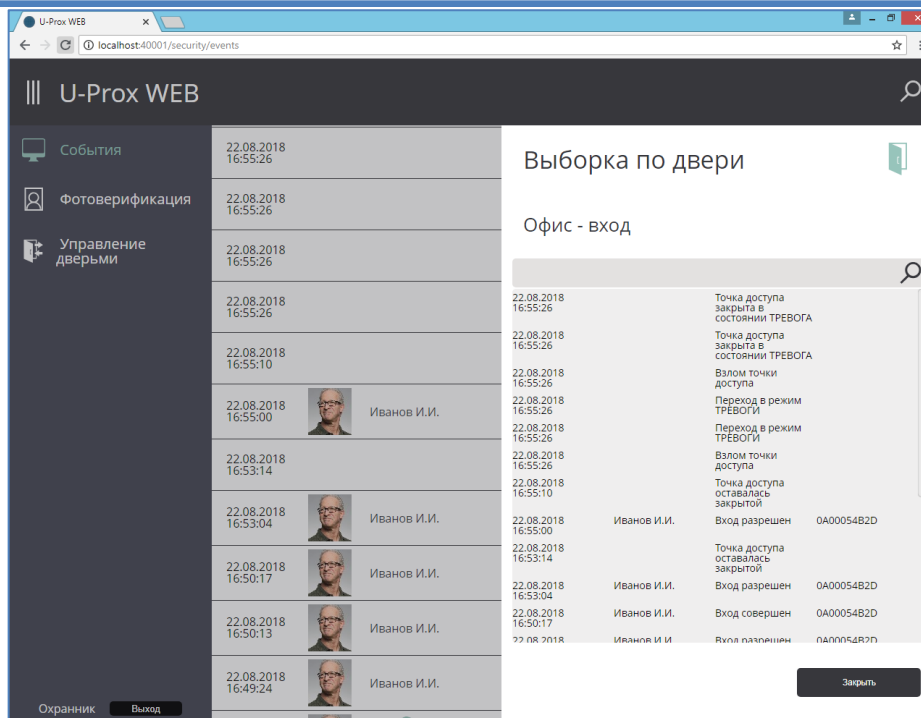 U-Prox WEB
localhost:40001/security/events
U-Prox WEB
События
Фотоверификация
Управление
дверьми
Охранник
Выход
22.08.2018
16:55:26
22.08.2018
16:55:26
22.08.2018
16:55:26
22.08.2018
16:55:26
22.08.2018
16:55:10
22.08.2018
16:55:00
Иванов И.И.
22.08.2018
16:53:14
22.08.2018
16:53:04
Иванов И.И.
22.08.2018
16:50:17
Иванов И.И.
22.08.2018
16:50:13
Иванов И.И.
22.08.2018
16:49:24
Иванов И.И.
Выборка по двери
Офис - вход
22.08.2018
16:55:26
Точка доступа
закрыта в
состоянии ТРЕВОГА
22.08.2018
16:55:26
Точка доступа
закрыта в
состоянии ТРЕВОГА
22.08.2018
16:55:26
Взлом точки
доступа
22.08.2018
16:55:26
Переход в режим
ТРЕВОГИ
22.08.2018
16:55:26
Переход в режим
ТРЕВОГИ
22.08.2018
16:55:26
Взлом точки
доступа
22.08.2018
16:55:10
Точка доступа
оставалась
закрытой
22.08.2018
16:55:00
Иванов И.И.
Вход разрешен
0A00054B2D
22.08.2018
16:53:14
Точка доступа
оставалась
закрытой
22.08.2018
16:53:04
Иванов И.И.
Вход разрешен
0A00054B2D
22.08.2018
16:50:17
Иванов И.И.
Вход совершен
0A00054B2D
22.08.2018
Иванов И.И.
Вход разрешен
0A00054B2D
Закрыть